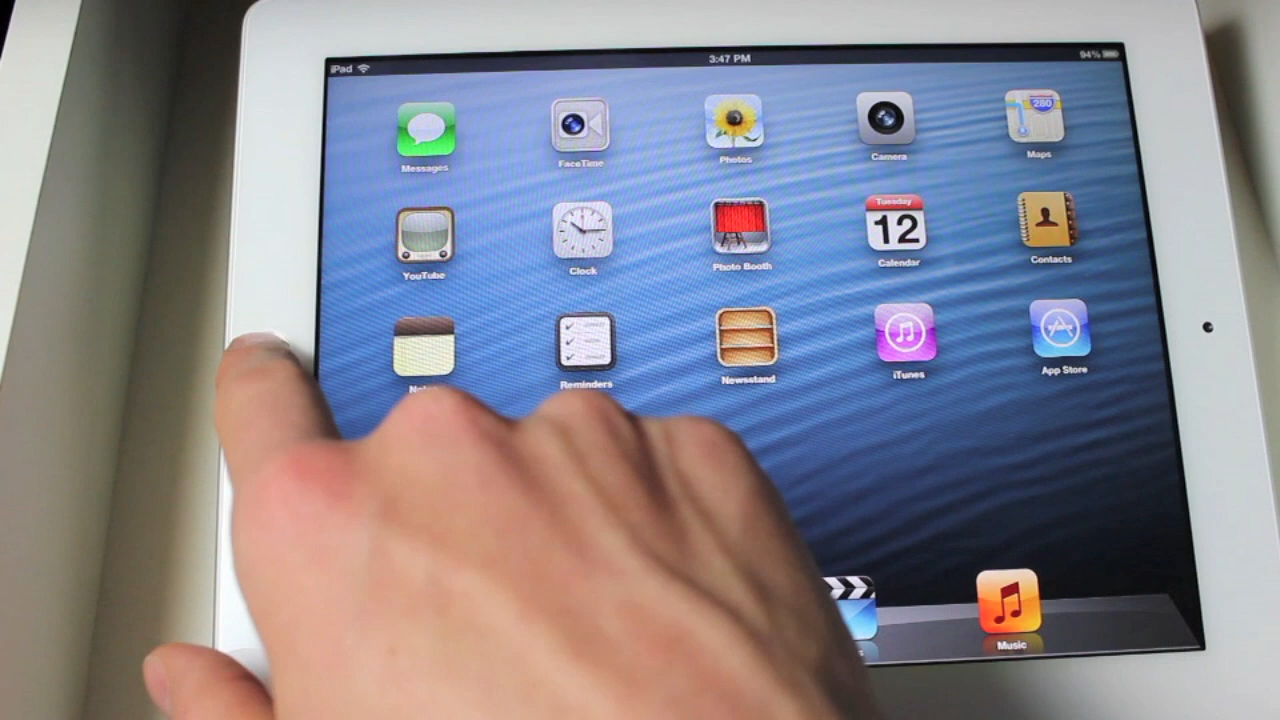 iPad 3:47 PM 94%
Messages FaceTime Photos Camera Maps
280
YouTube Clock Photo Booth Calendar Contacts
Tuesday
12
Reminders Newsstand iTunes App Store
Music